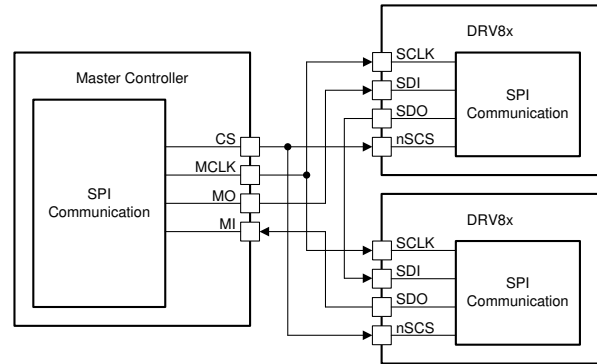 Master Controller
SPI
Communication
CS
MCLK
MO
MI
DRV8x
SCLK
SDI
SDO
nSCS
SPI
Communication
DRV8x
SCLK
SDI
SDO
nSCS
SPI
Communication